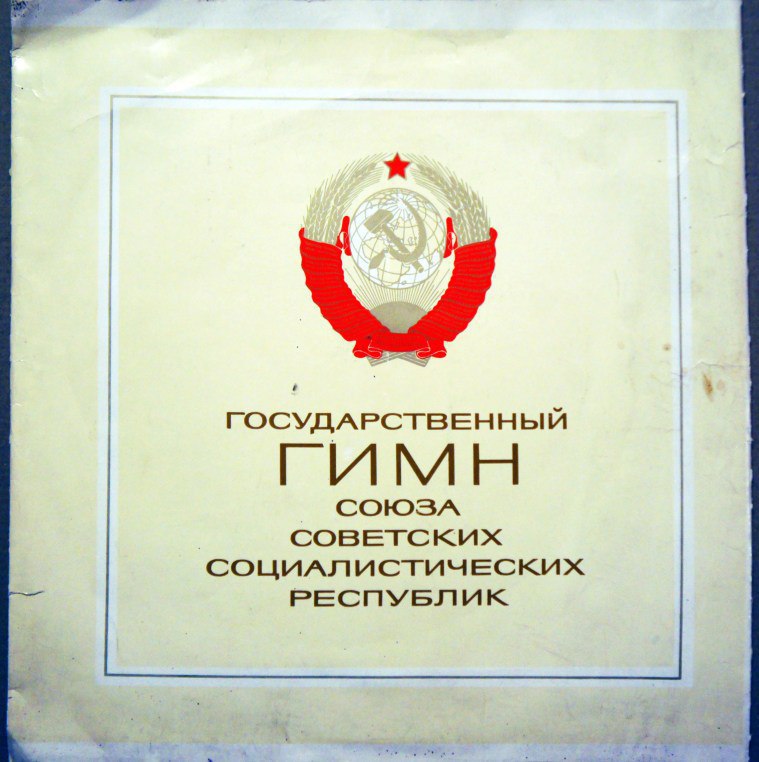 ГОСУДАРСТВЕННЫЙ
ГИМН
СОЮЗА
СОВЕТСКИХ
СОЦИАЛИСТИЧЕСКИХ
РЕСПУБЛИК